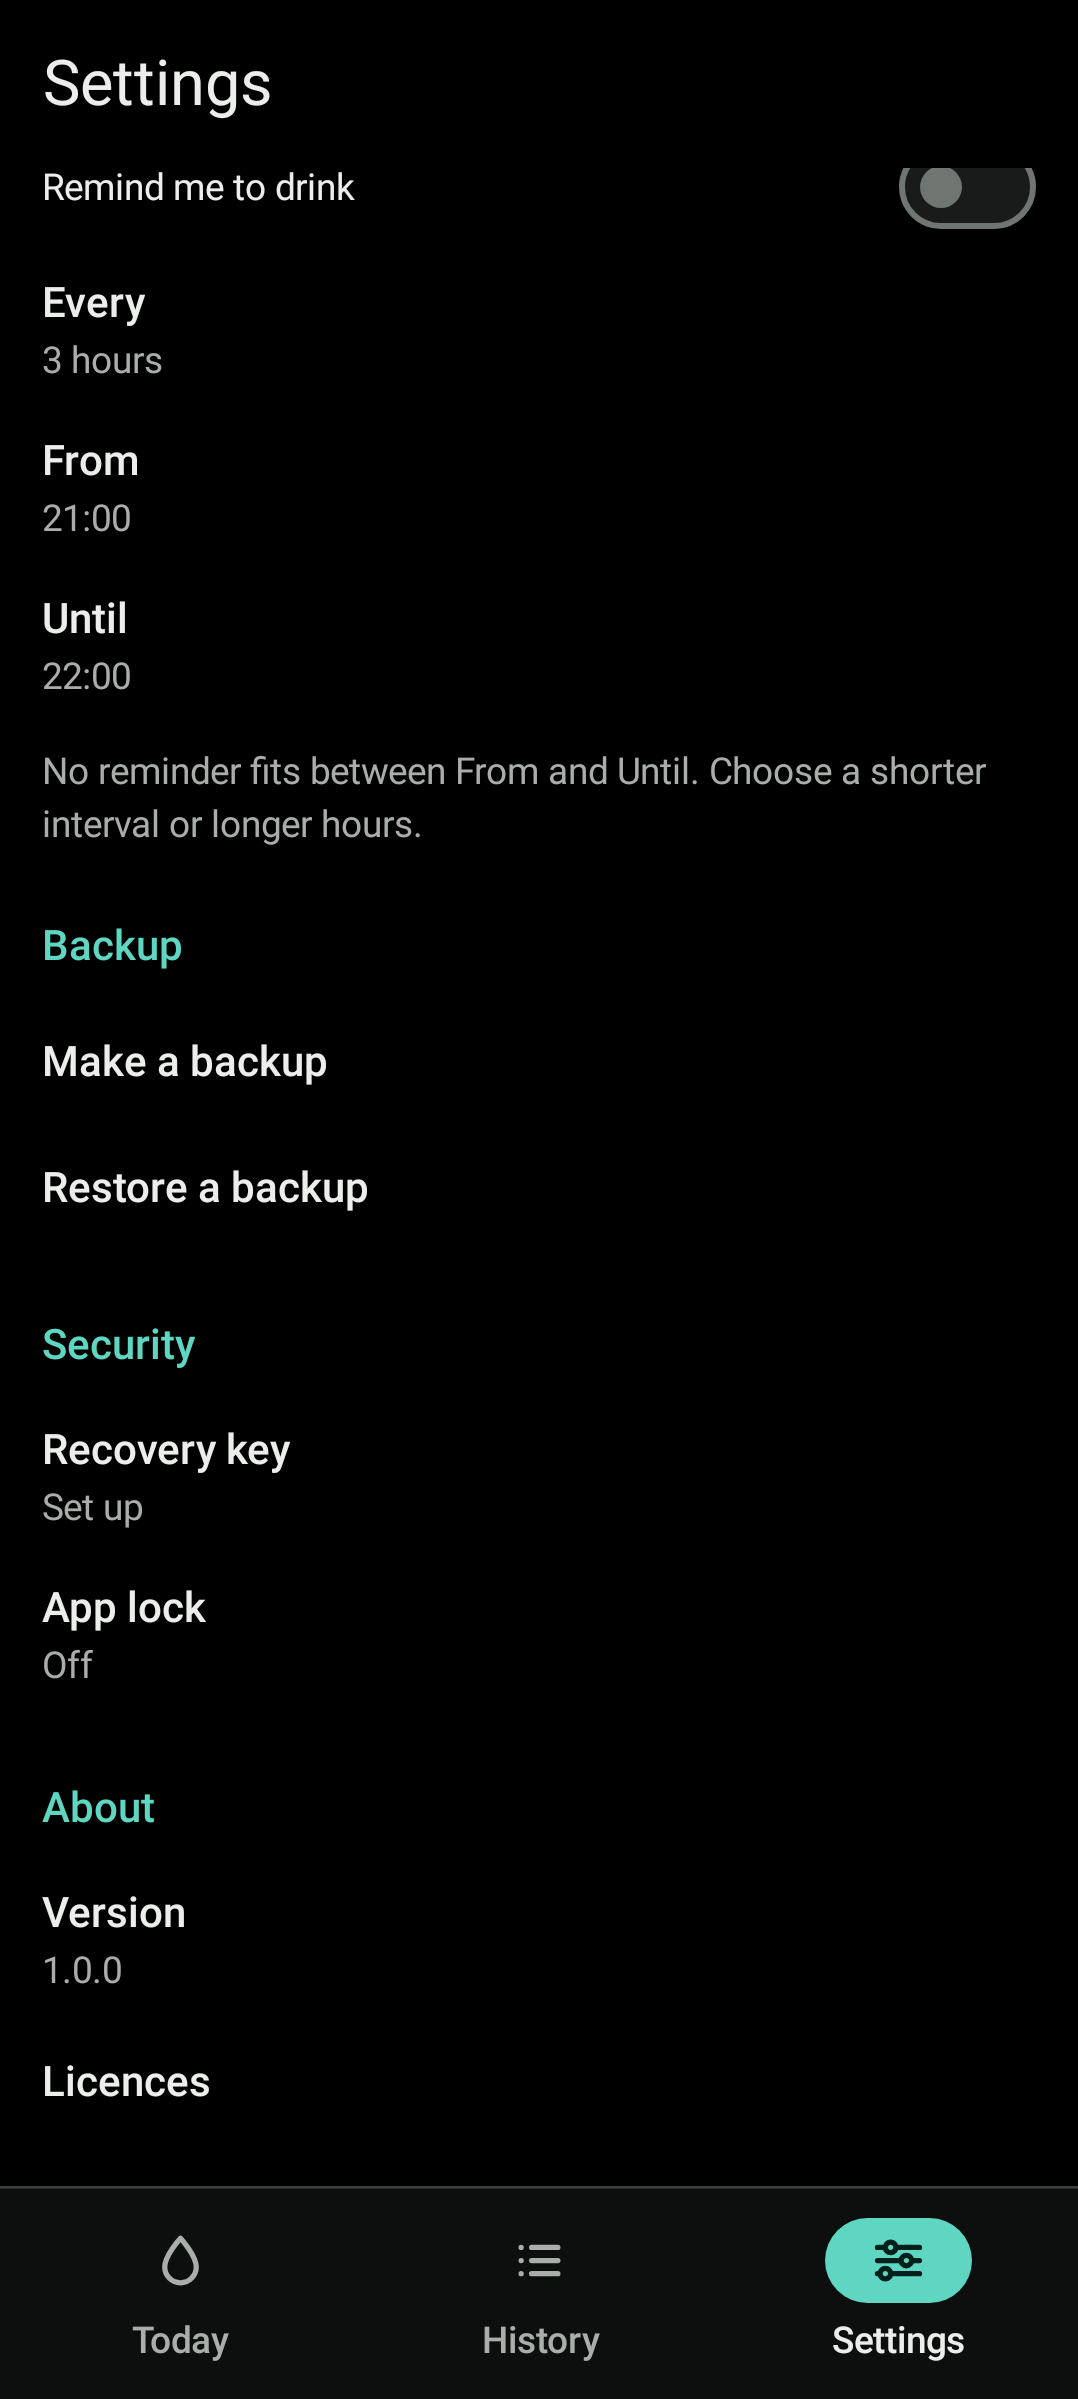 Settings
Remind me to drink
Every
3 hours
From
21:00
Until
22:00
No reminder fits between From and Until. Choose a shorter
interval or longer hours.
Backup
Make a backup
Restore a backup
Security
Recovery key
Set up
App lock
Off
About
Version
1.0.0
Licences
Today
History
Settings